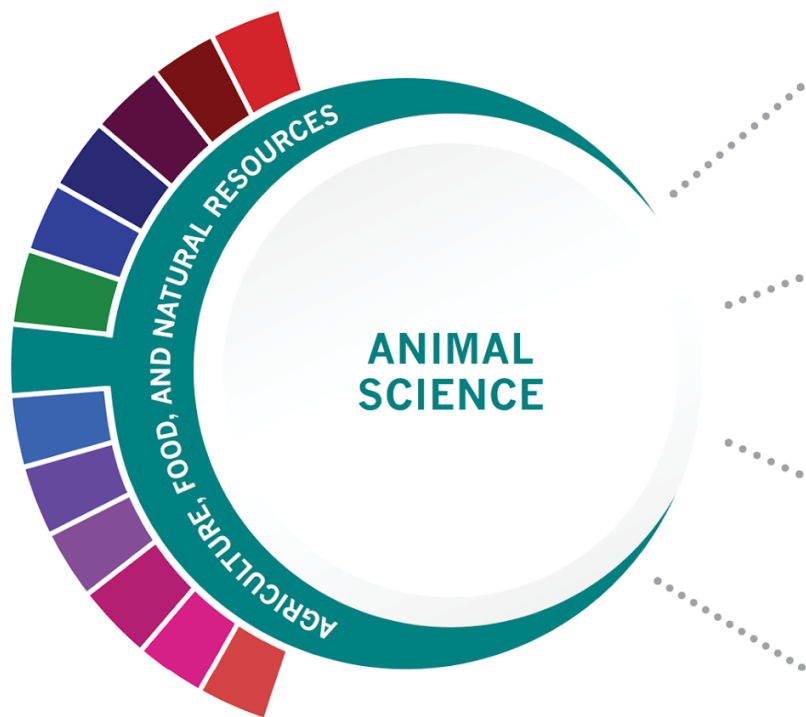 AGRICULTURE, FOOD, AND NATURAL RESOURCES
ANIMAL
SCIENCE